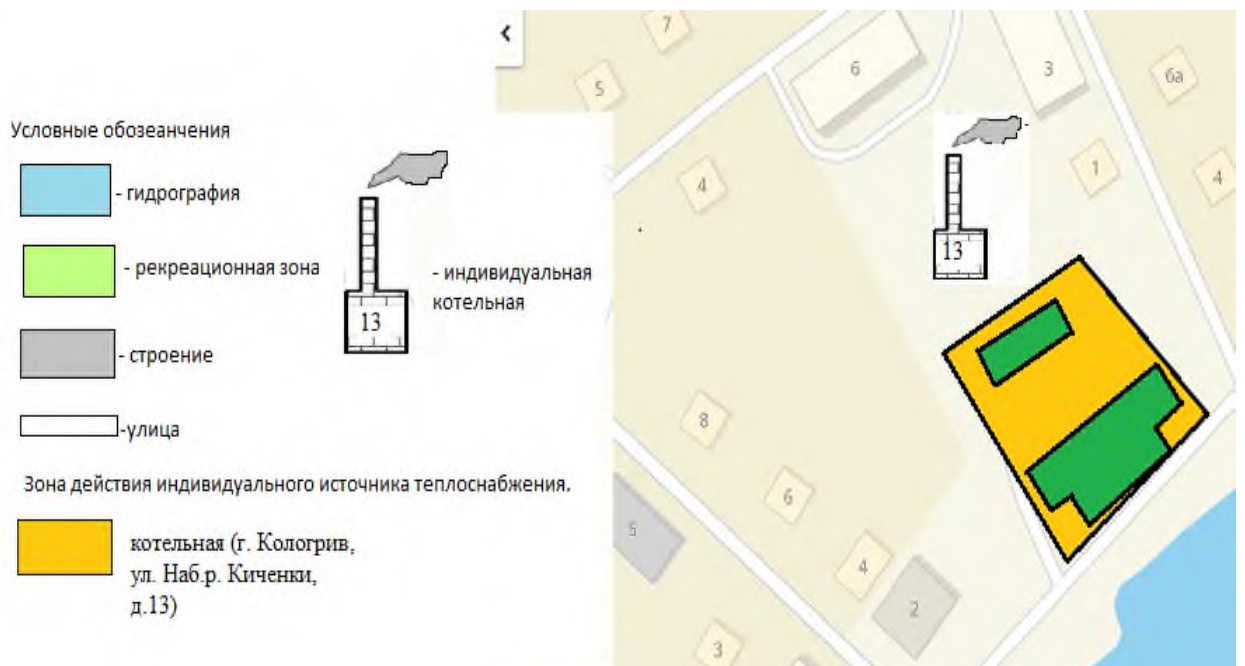 Условные обозеанчения
- гидрография
- рекреационная зона
- строение
-улица
13
- индивидуальная
котельная
Зона действия индивидуального источника теплоснабжения.
котельная (г. Кологрив,
ул. Наб.р. Киченки,
д.13)
7
5
6
3
6а
4
1
4
13
8
6
5
4
2
3